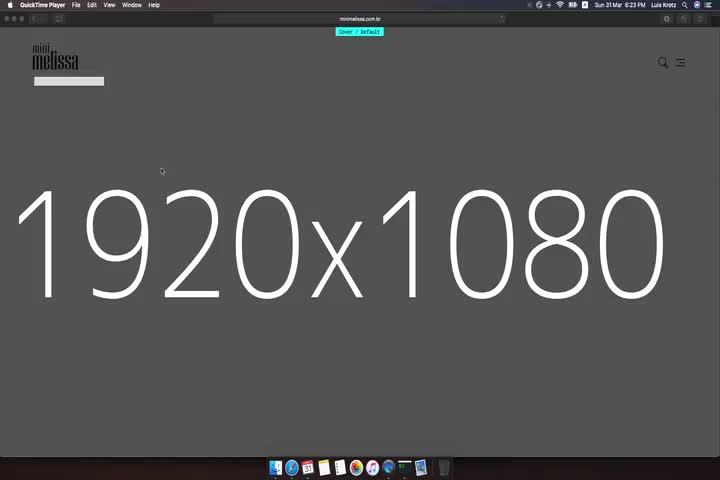 QuickTime Player File Edit View Window Help Sun 31 Mar 6:23 PM Luis Krotz
minimelissa.com.br
Cover / Default
mini
melissa
1920x1080
31